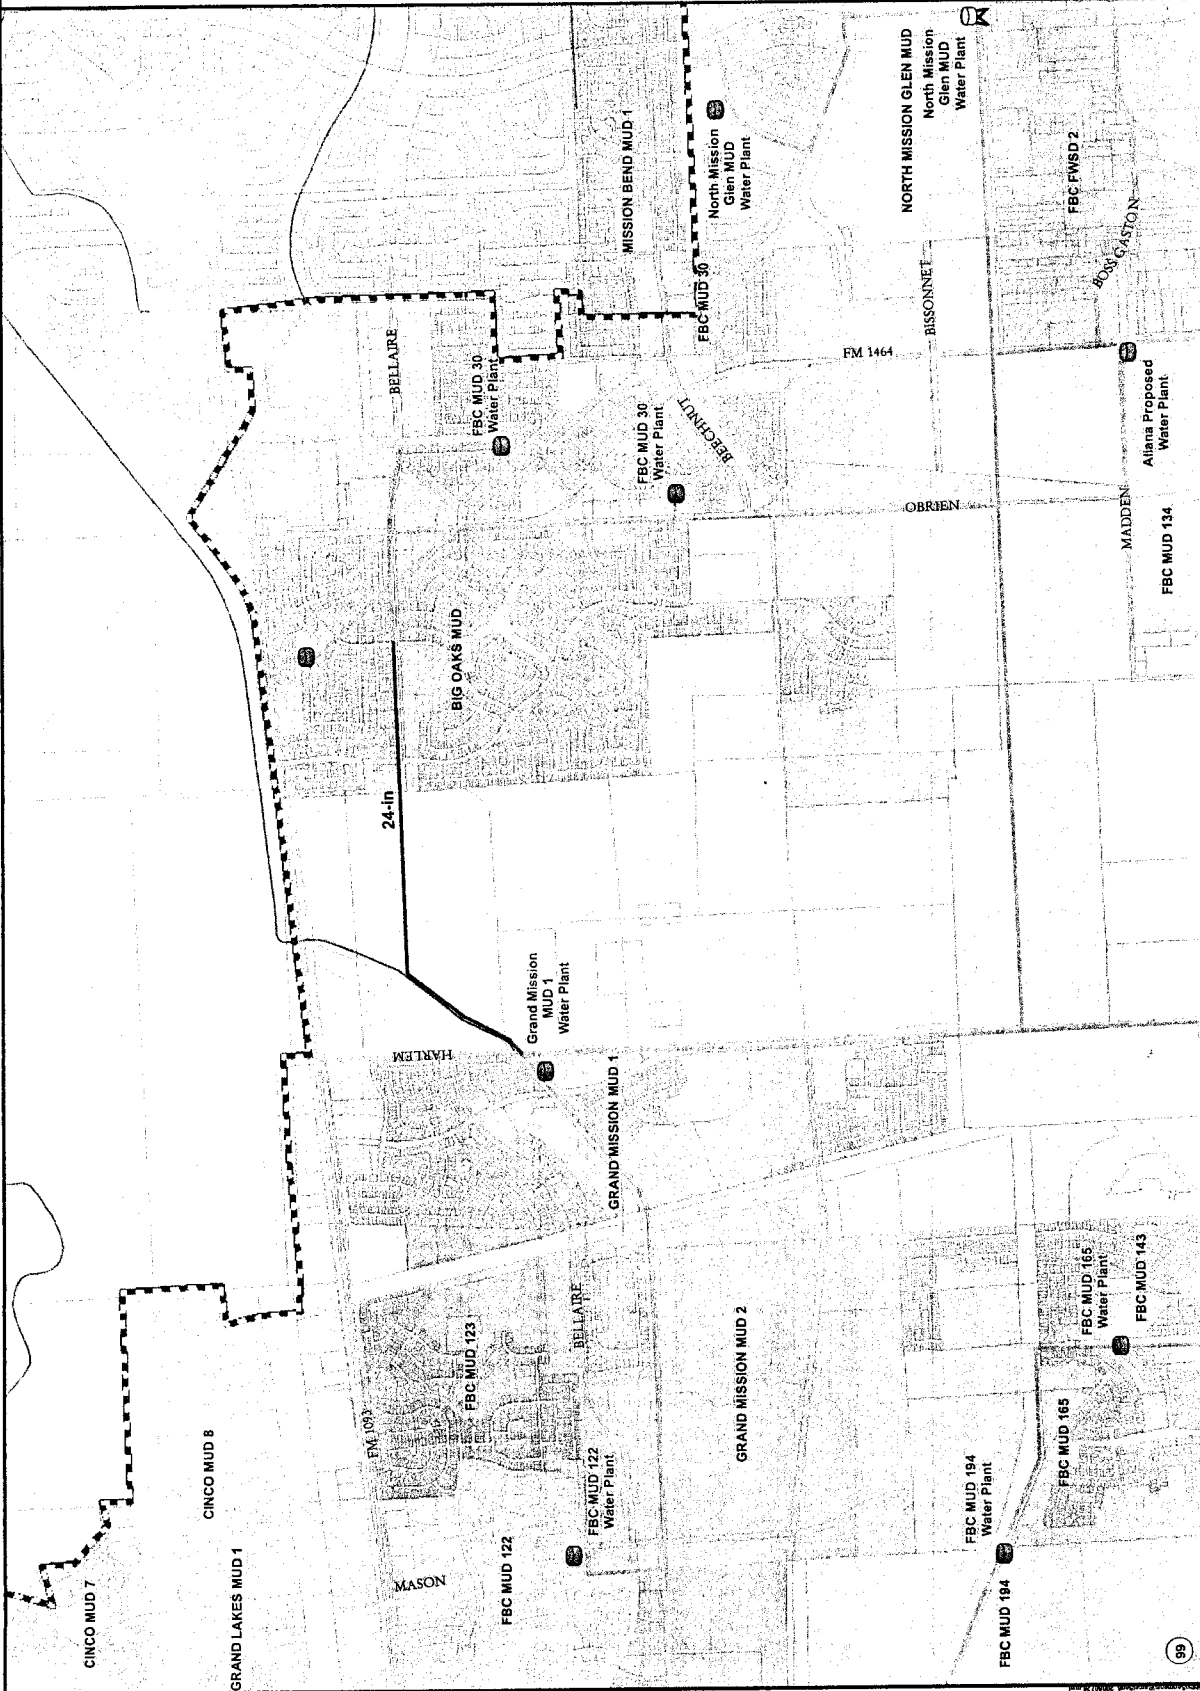 North Mission
Glen MUD
Water Plant
NORTH MISSION GLEN MUD
North Mission
Glen MUD
Water Plant
MISSION BEND MUD 1
FBC FWSD 2
BOSS GASTON
FBC MUD 30
BISSONNET
FM 1464
BELLAIRE
FBC MUD 30
Water Plant
FBC MUD 30
Water Plant
BEECHNUT
Aliana Proposed
Water Plant
OBRIEN
MADDEN
FBC MUD 134
BIG OAKS MUD
24-in
Grand Mission
MUD 1
Water Plant
HARLEM
GRAND MISSION MUD 1
BELLAIRE
FBC MUD 123
FM 1093
GRAND MISSION MUD 2
FBC MUD 165
Water Plant
FBC MUD 143
FBC MUD 165
FBC MUD 194
Water Plant
FBC MUD 194
FBC MUD 122
Water Plant
FBC MUD 122
MASON
CINCO MUD 8
GRAND LAKES MUD 1
CINCO MUD 7
99